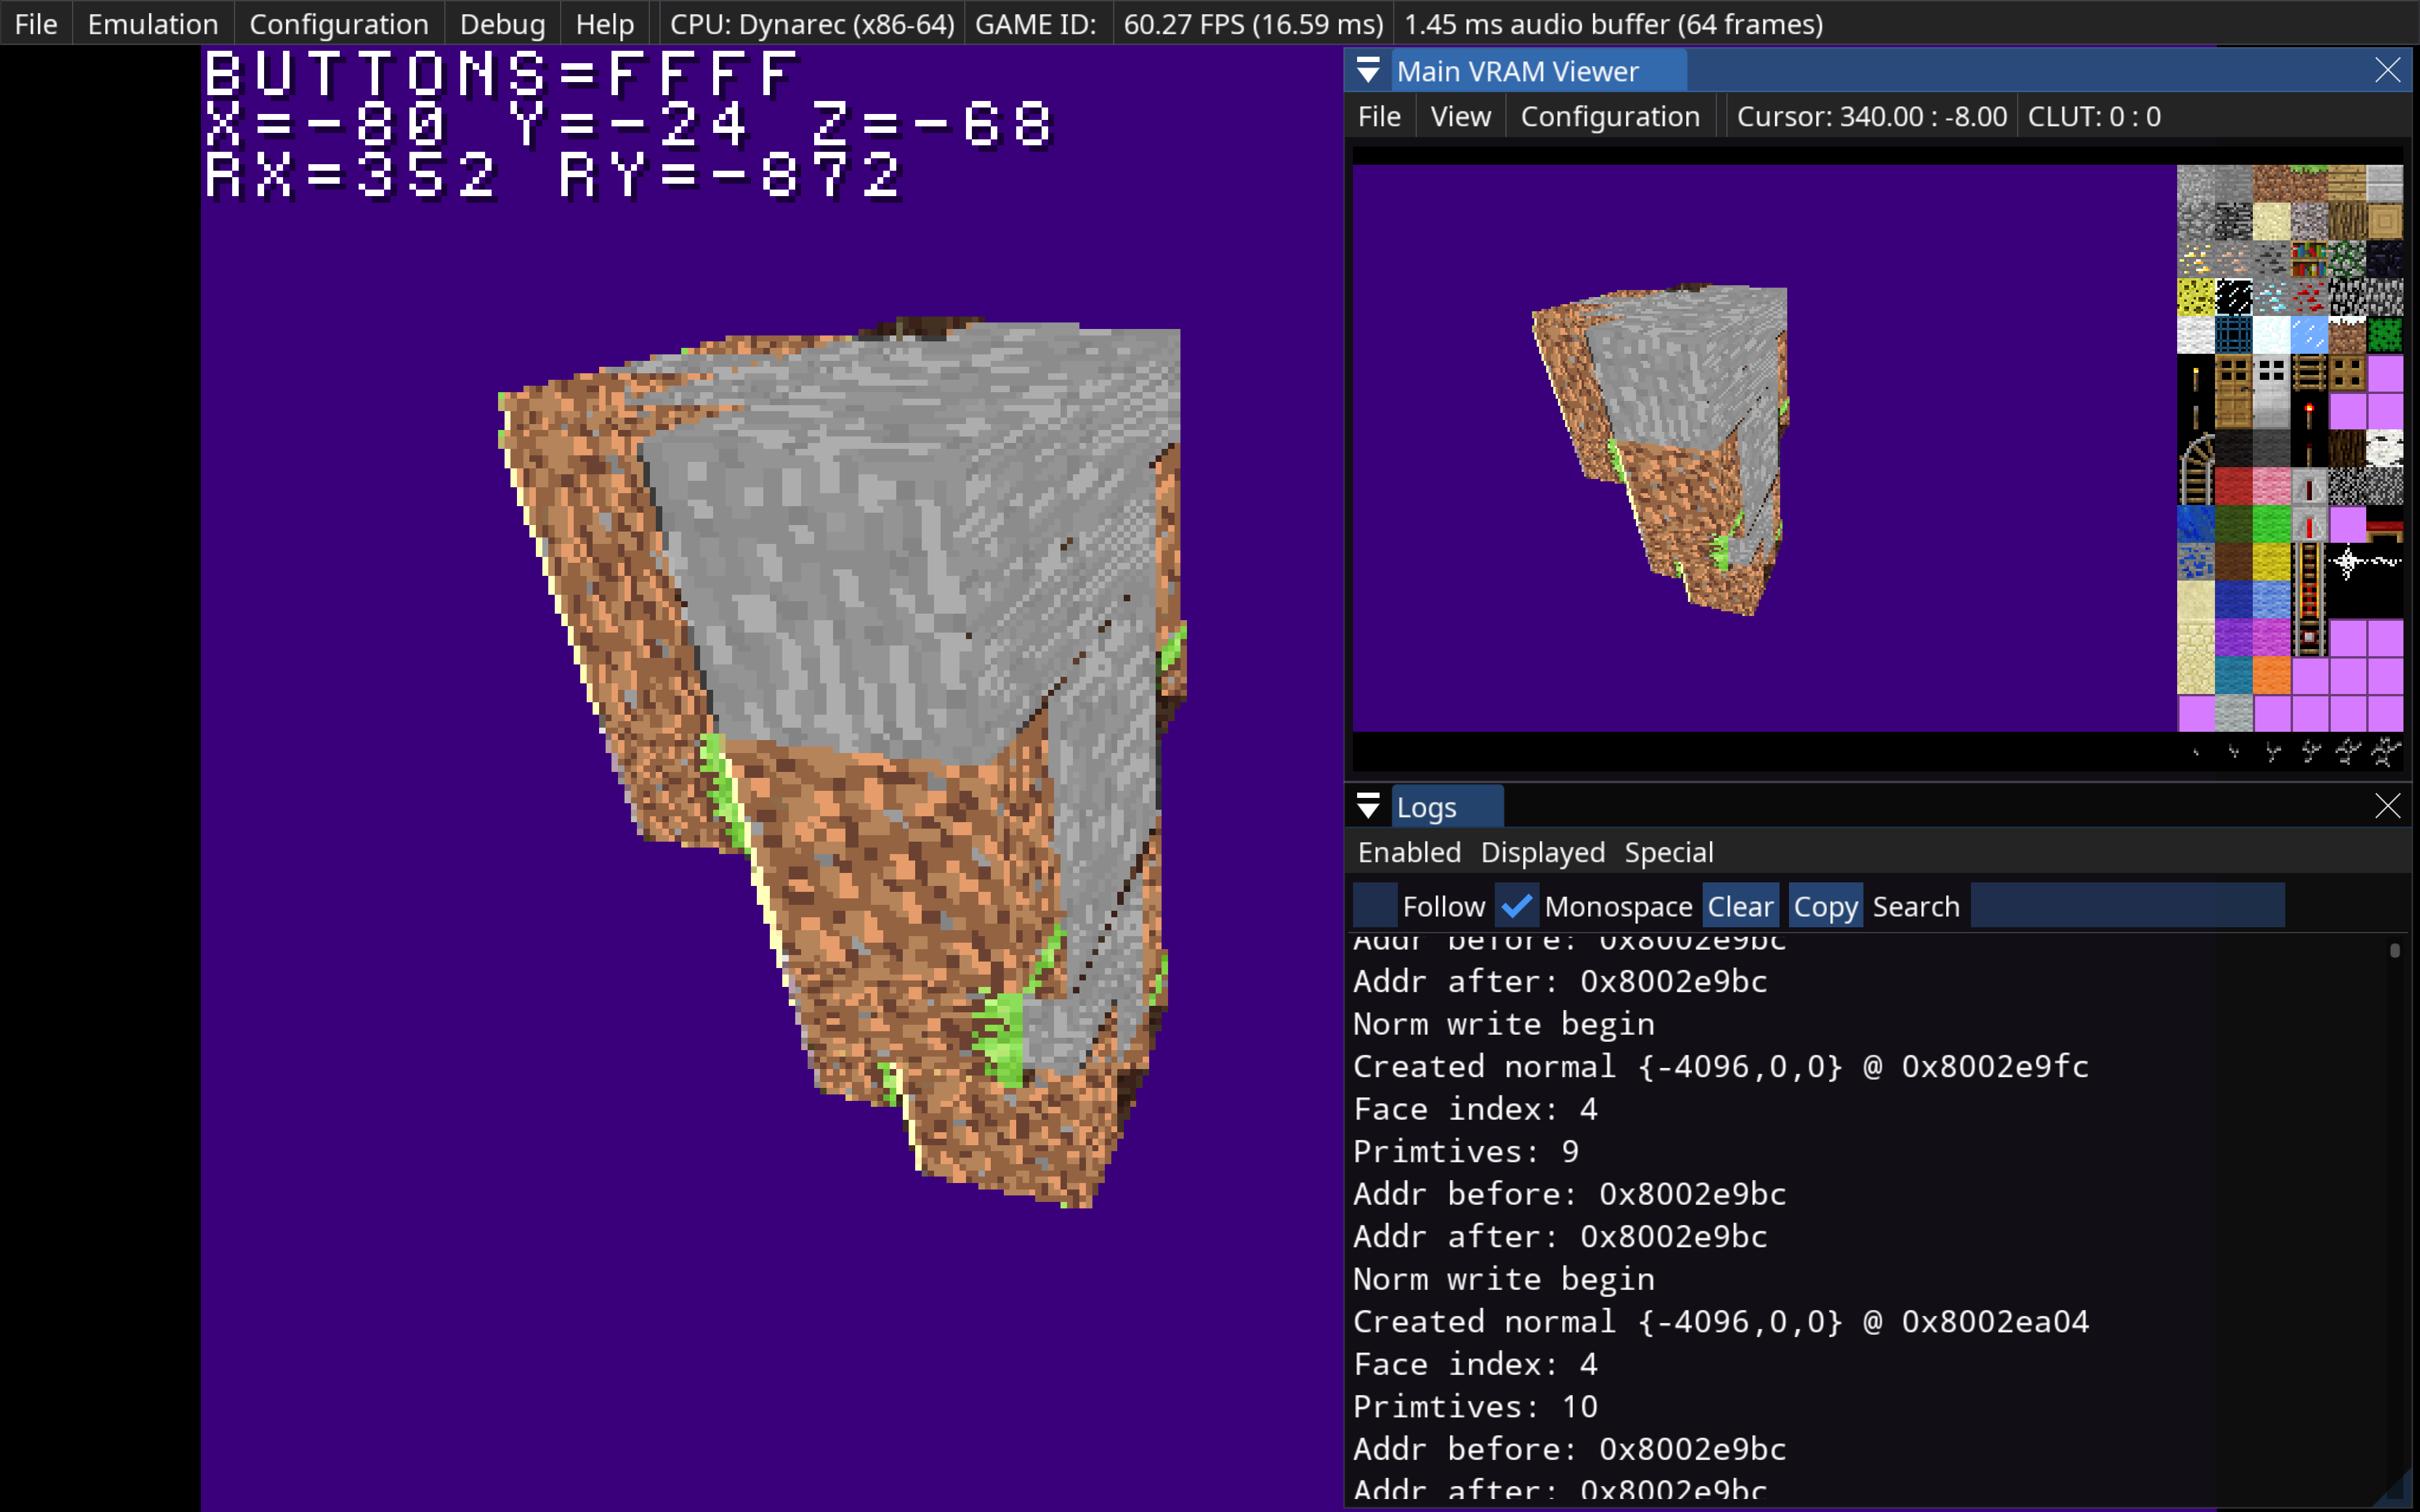 File Emulation Configuration Debug Help CPU: Dynarec (x86-64) GAME ID: 60.27 FPS (16.59 ms) 1.45 ms audio buffer (64 frames)
BUTTONS=FFFF
X=-80 Y=-24 Z=-68
RX=352 RY=-872
Main VRAM Viewer
File View Configuration Cursor: 340.00 : -8.00 CLUT: 0 : 0
Logs
Enabled Displayed Special
Follow Monospace Clear Copy Search
Addr before: 0x8002e9bc
Addr after: 0x8002e9bc
Norm write begin
Created normal {-4096,0,0} @ 0x8002e9fc
Face index: 4
Primtives: 9
Addr before: 0x8002e9bc
Addr after: 0x8002e9bc
Norm write begin
Created normal {-4096,0,0} @ 0x8002ea04
Face index: 4
Primtives: 10
Addr before: 0x8002e9bc
Addr after: 0x8002e9bc